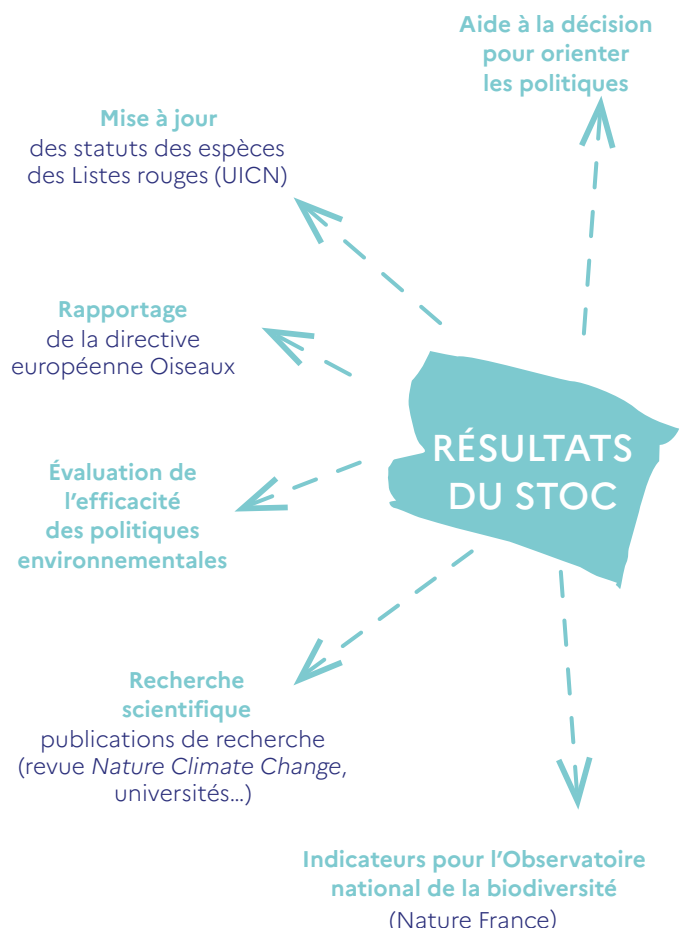 Aide à la décision
pour orienter
les politiques
Mise à jour
des statuts des espèces
des Listes rouges (UICN)
Rapportage
de la directive
européenne Oiseaux
RÉSULTATS
DU STOC
Évaluation de
l'efficacité
des politiques
environnementales
Recherche
scientifique
publications de recherche
(revue Nature Climate Change,
universités…)
Indicateurs pour l'Observatoire
national de la biodiversité
(Nature France)